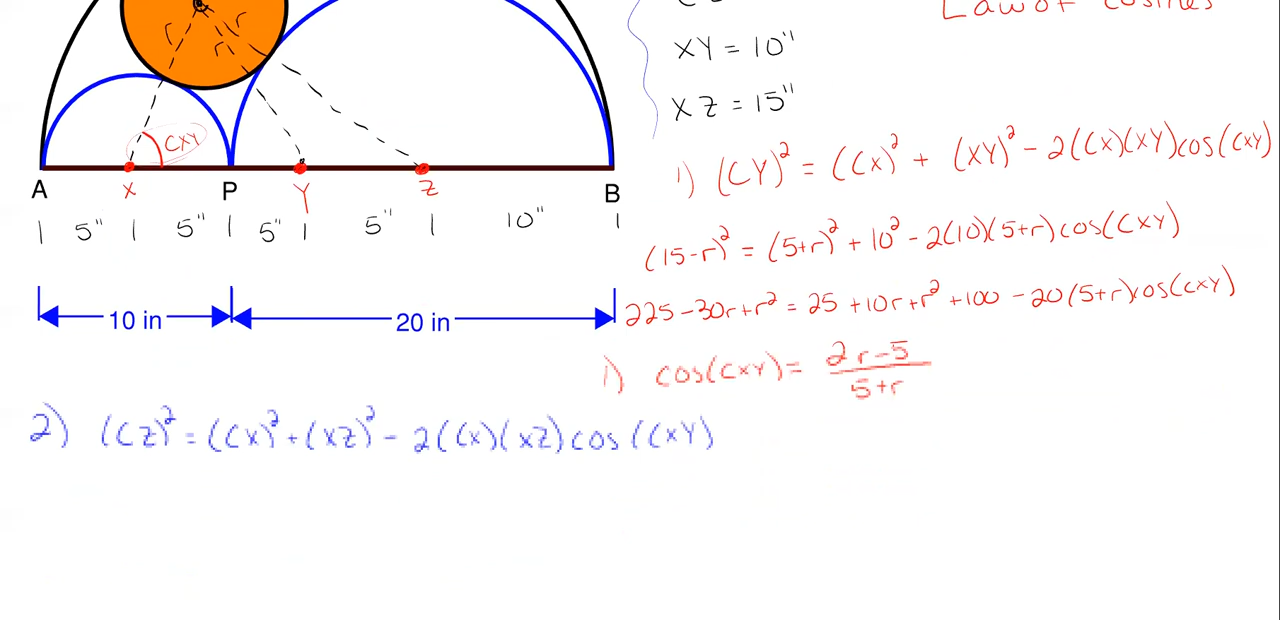 Law of Cosines
XY = 10"
XZ = 15"
r r r
CXY
1) (CY)² = (CX)² + (XY)² - 2(CX)(XY)cos(CXY)
A X P Y Z B
| 5" | 5" | 5" | 5" | 10" |
(15-r)² = (5+r)² + 10² - 2(10)(5+r)cos(CXY)
225-30r+r² = 25+10r+r²+100-20(5+r)cos(CXY)
10 in 20 in
1) cos(CXY) = (2r-5)/(5+r)
2) (CZ)² = (CX)² + (XZ)² - 2(CX)(XZ)cos(CXY)